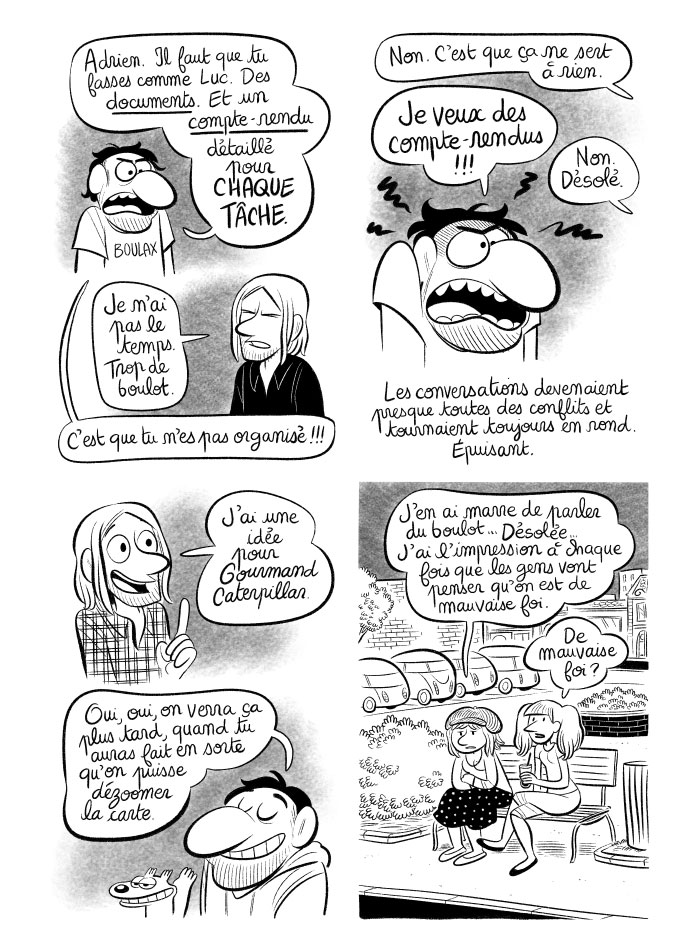 Adrien. Il faut que tu
fasses comme Luc. Des
documents. Et un
compte-rendu
détaillé
pour
CHAQUE
TÂCHE.
BOULAX
Je n'ai
pas le
temps.
Trop de
boulot.
C'est que tu n'es pas organisé !!!
Non. C'est que ça ne sert
à rien.
Je veux des
compte-rendus
!!!
Non.
Désolé.
Les conversations devenaient
presque toutes des conflits et
tournaient toujours en rond.
Épuisant.
J'ai une
idée
pour
Gourmand
Caterpillar.
Oui, oui, on verra ça
plus tard, quand tu
auras fait en sorte
qu'on puisse
dézoomer
la carte.
J'en ai marre de parler
du boulot... Désolée...
J'ai l'impression à chaque
fois que les gens vont
penser qu'on est de
mauvaise foi.
De
mauvaise
foi ?